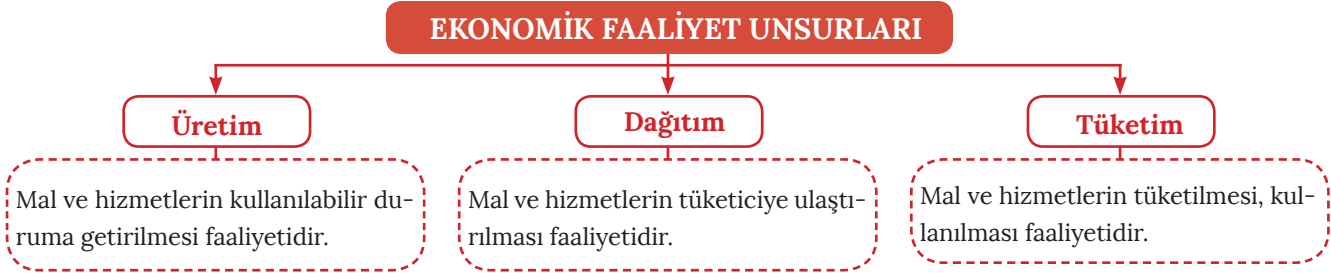 EKONOMİK FAALİYET UNSURLARI
Üretim
Mal ve hizmetlerin kullanılabilir du-
ruma getirilmesi faaliyetidir.
Dağıtım
Mal ve hizmetlerin tüketiciye ulaştı-
rılması faaliyetidir.
Tüketim
Mal ve hizmetlerin tüketilmesi, kul-
lanılması faaliyetidir.